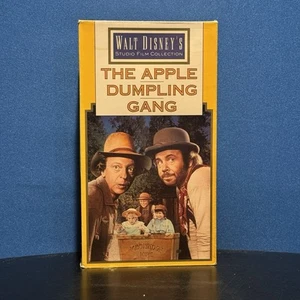 WALT DISNEY'S
STUDIO FILM COLLECTION
THE APPLE
DUMPLING
GANG